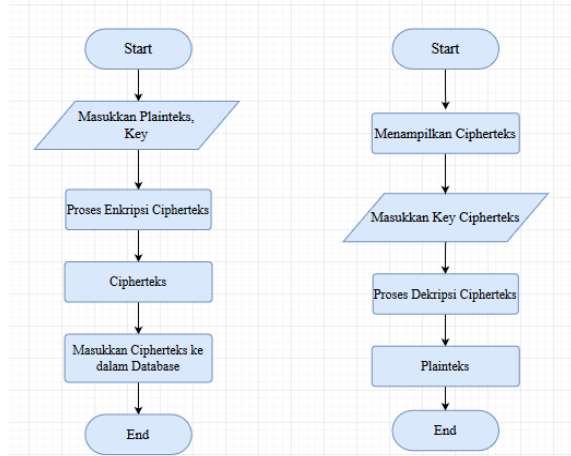 Start
Masukkan Plainteks,
Key
Proses Enkripsi Cipherteks
Cipherteks
Masukkan Cipherteks ke
dalam Database
End
Start
Menampilkan Cipherteks
Masukkan Key Cipherteks
Proses Dekripsi Cipherteks
Plainteks
End